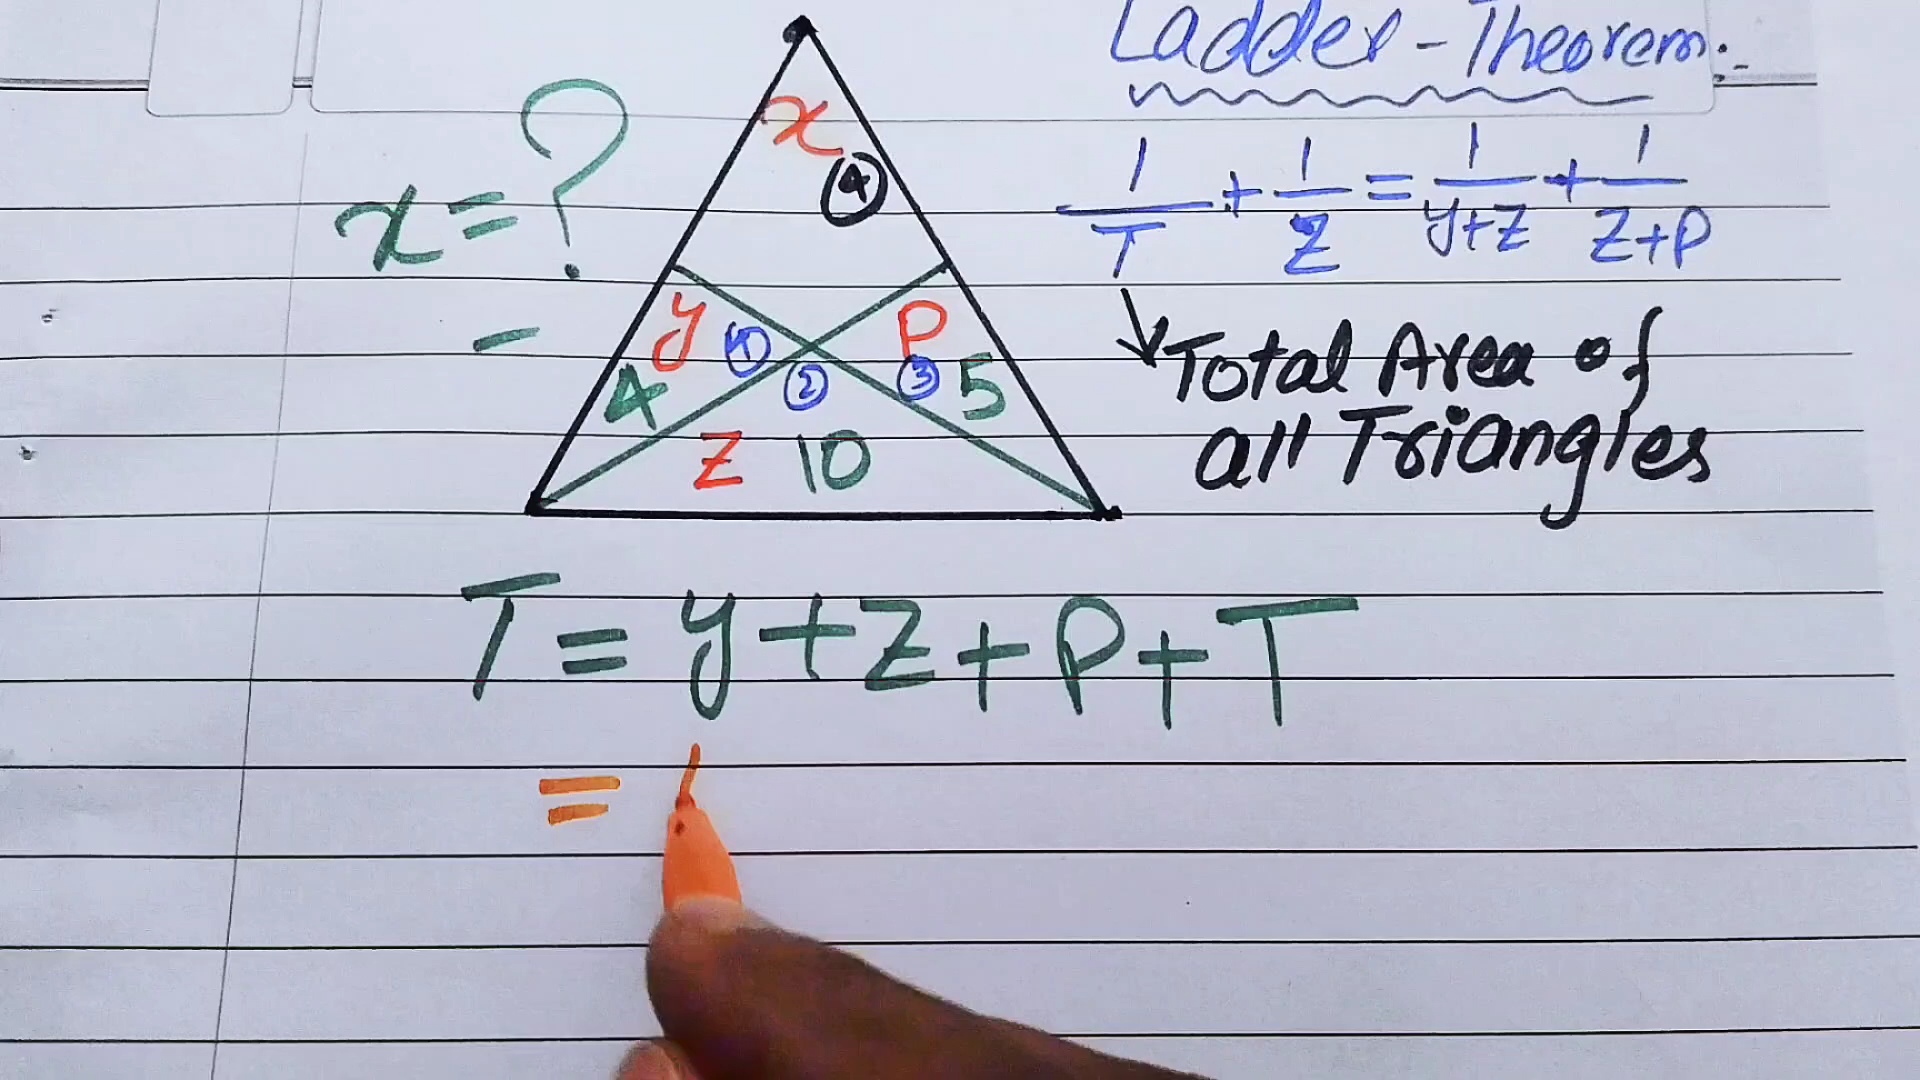 Ladder-Theorem:-
x = ?
x
4
1/T + 1/Z = 1/y+Z + 1/Z+P
y 1 P
4 2 3 5
Z 10
Total Area of
all Triangles
T = y + Z + P + T
=